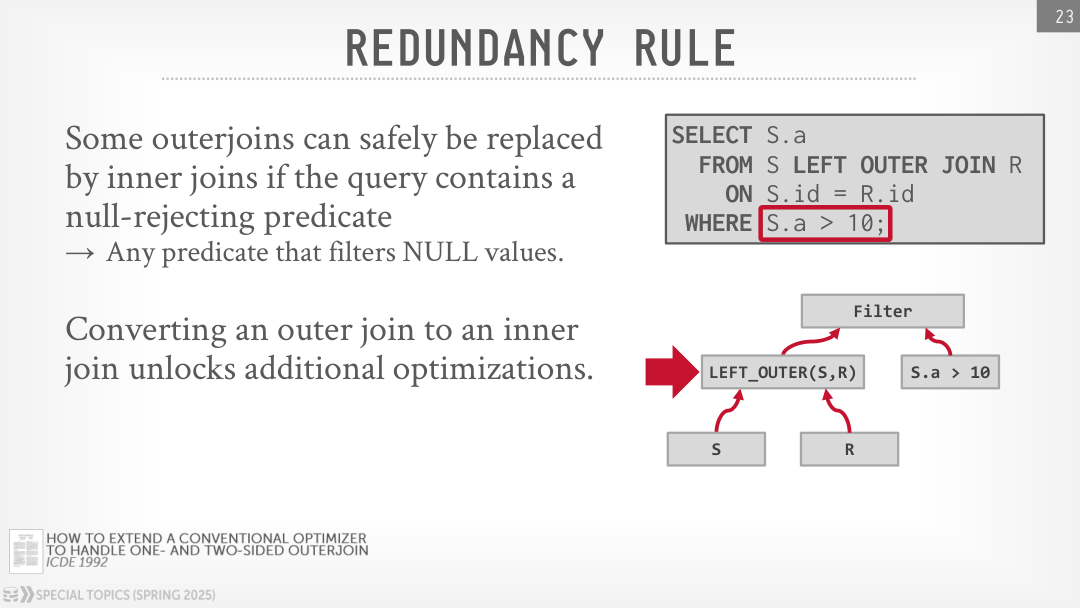 23
REDUNDANCY RULE
Some outerjoins can safely be replaced
by inner joins if the query contains a
null-rejecting predicate
→ Any predicate that filters NULL values.
Converting an outer join to an inner
join unlocks additional optimizations.
SELECT S.a
FROM S LEFT OUTER JOIN R
ON S.id = R.id
WHERE S.a > 10;
Filter
LEFT_OUTER(S,R)
S.a > 10
S
R
HOW TO EXTEND A CONVENTIONAL OPTIMIZER
TO HANDLE ONE- AND TWO-SIDED OUTERJOIN
ICDE 1992
SPECIAL TOPICS (SPRING 2025)